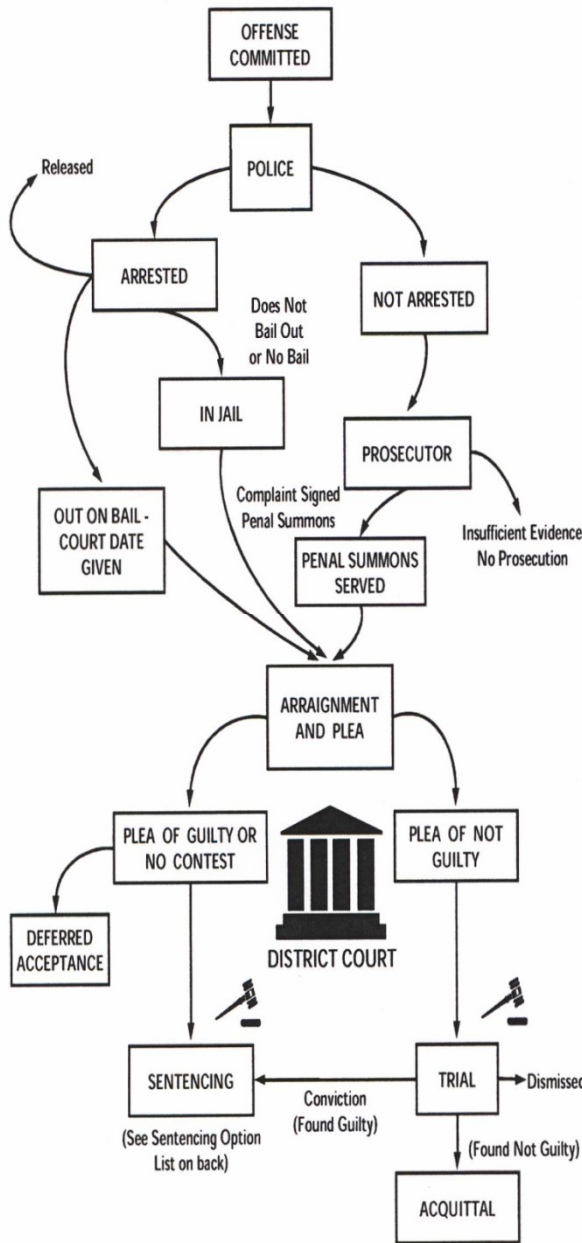 OFFENSE
COMMITTED
POLICE
Released
ARRESTED
NOT ARRESTED
Does Not
Bail Out
or No Bail
IN JAIL
PROSECUTOR
Complaint Signed
Penal Summons
OUT ON BAIL -
COURT DATE
GIVEN
Insufficient Evidence
No Prosecution
PENAL SUMMONS
SERVED
ARRAIGNMENT
AND PLEA
PLEA OF GUILTY OR
NO CONTEST
PLEA OF NOT
GUILTY
DEFERRED
ACCEPTANCE
DISTRICT COURT
SENTENCING
Conviction
(Found Guilty)
TRIAL
Dismissed
(See Sentencing Option
List on back)
(Found Not Guilty)
ACQUITTAL